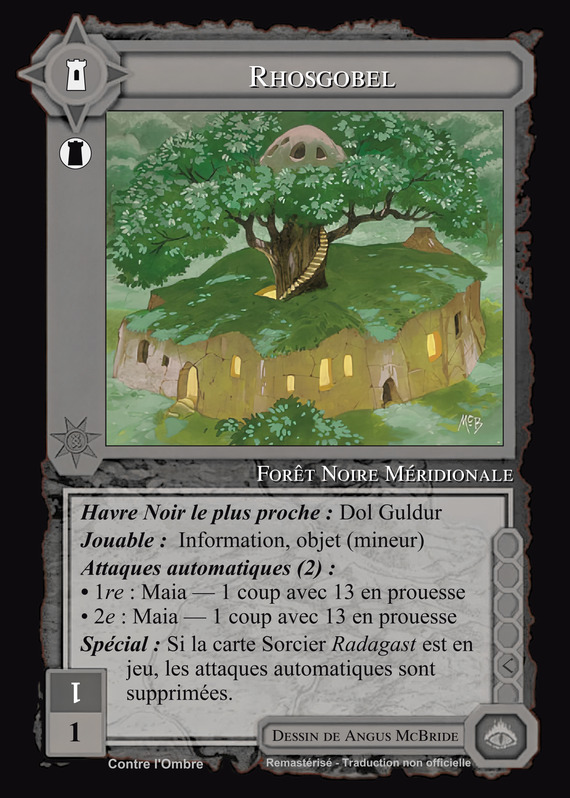 Rhosgobel
McB
Forêt Noire Méridionale
Havre Noir le plus proche : Dol Guldur
Jouable : Information, objet (mineur)
Attaques automatiques (2) :
• 1re : Maia — 1 coup avec 13 en prouesse
• 2e : Maia — 1 coup avec 13 en prouesse
Spécial : Si la carte Sorcier Radagast est en
jeu, les attaques automatiques sont
supprimées.
1
1
Dessin de Angus McBride
Contre l'Ombre
Remastérisé - Traduction non officielle